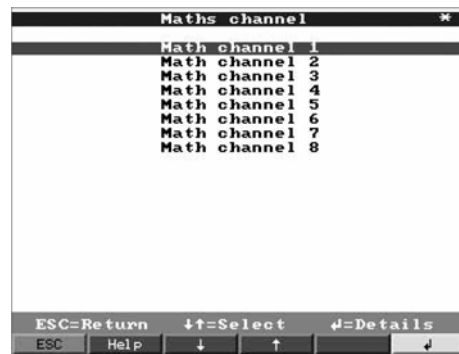 Maths channel *
Math channel 1
Math channel 2
Math channel 3
Math channel 4
Math channel 5
Math channel 6
Math channel 7
Math channel 8
ESC=Return ↓↑=Select ↵=Details
ESC Help ↓ ↑ ↵